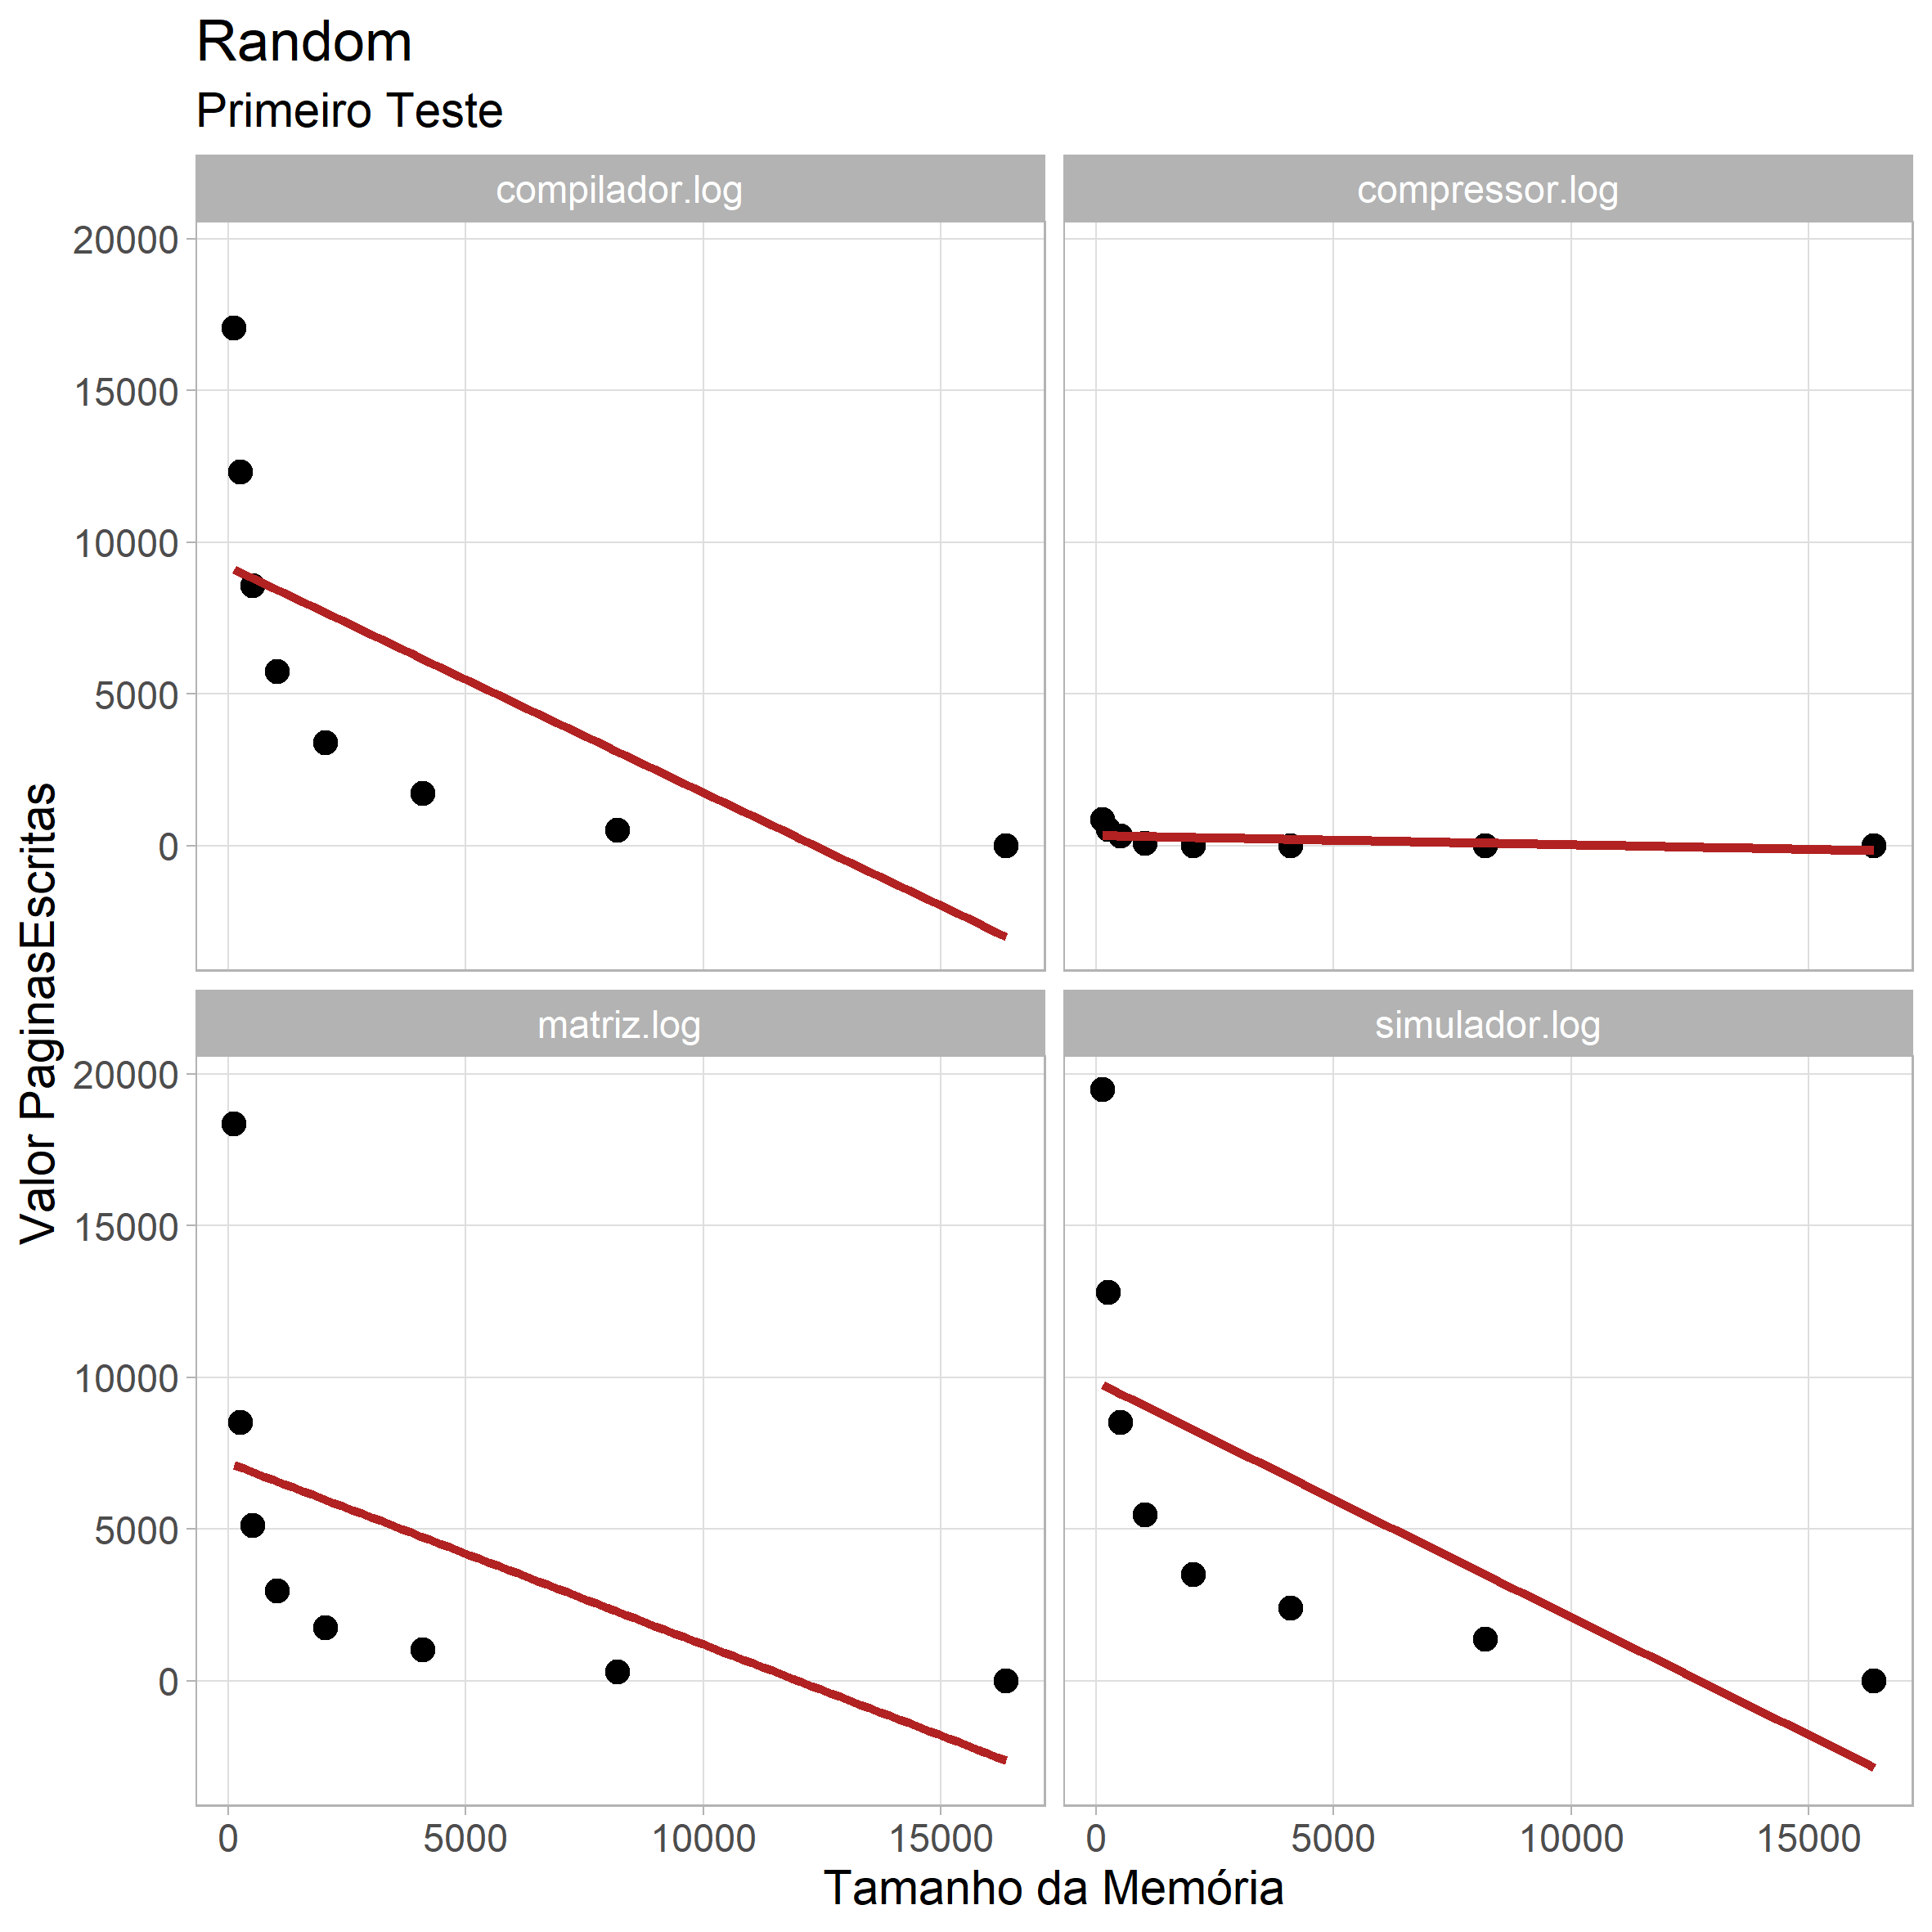 Random
Primeiro Teste
compilador.log
compressor.log
20000
15000
10000
5000
0
matriz.log
simulador.log
20000
15000
10000
5000
0
0
5000
10000
15000
0
5000
10000
15000
Tamanho da Memória
Valor PaginasEscritas